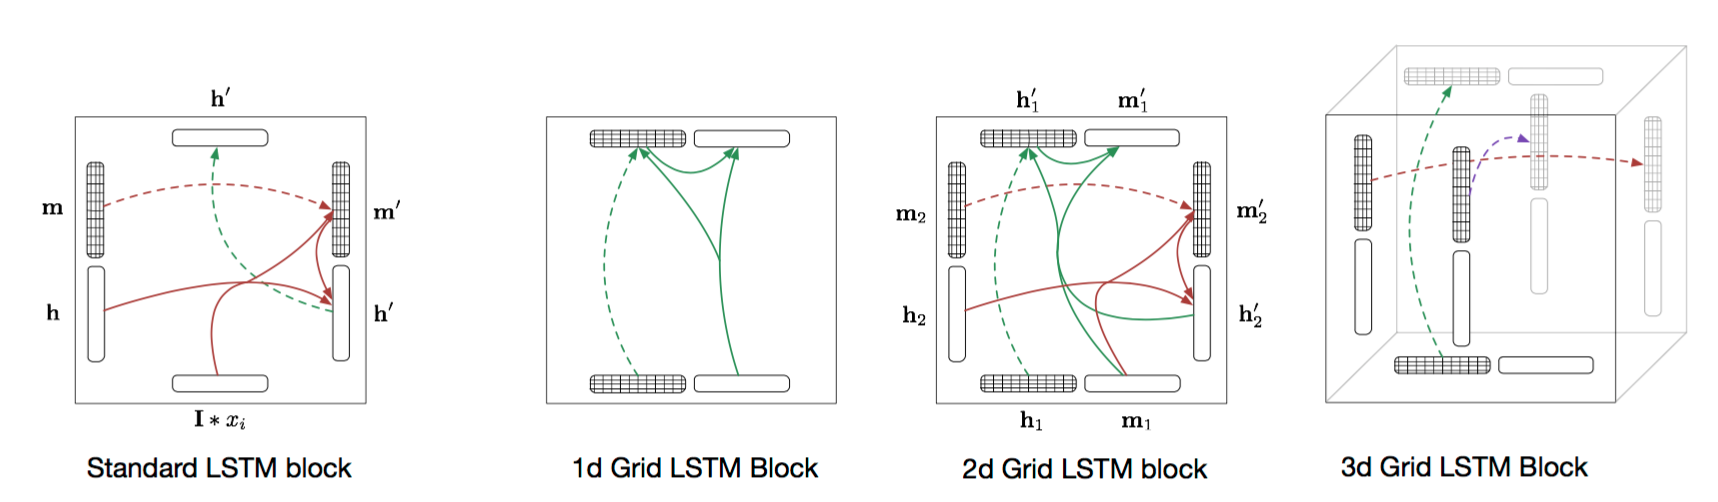 h′
m
m′
h
h′
I ∗ xᵢ
Standard LSTM block
1d Grid LSTM Block
h′₁ m′₁
m₂
m′₂
h₂
h′₂
h₁ m₁
2d Grid LSTM block
3d Grid LSTM Block